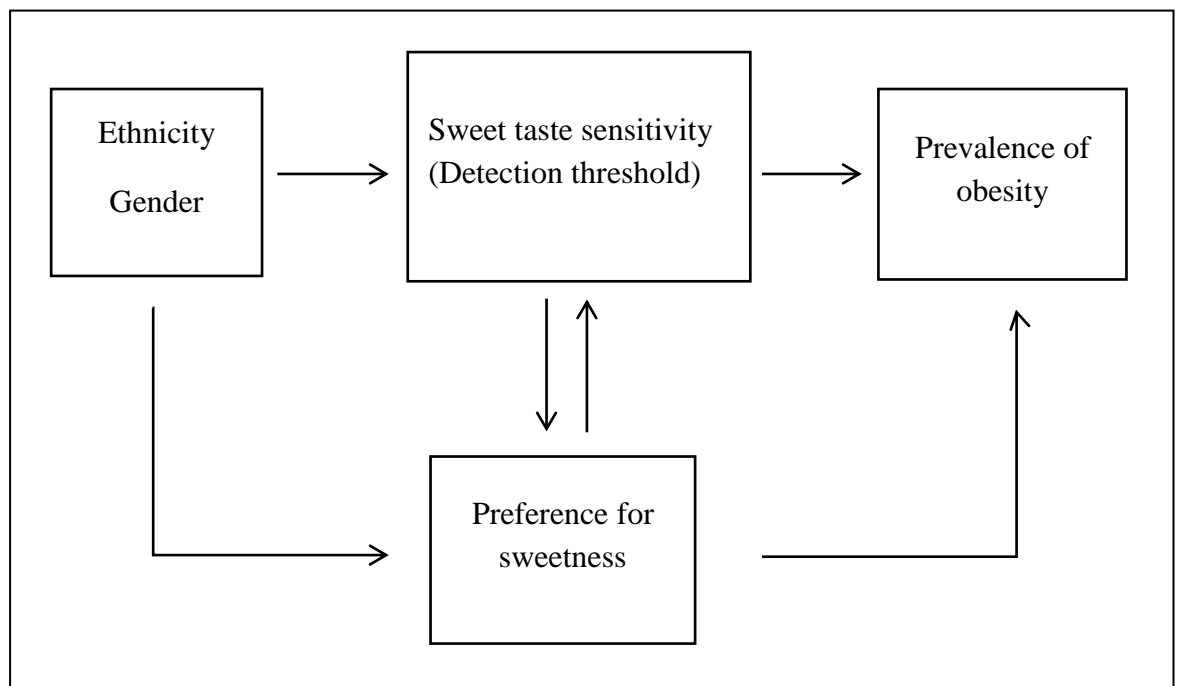 Ethnicity
Gender
Sweet taste sensitivity
(Detection threshold)
Prevalence of
obesity
Preference for
sweetness